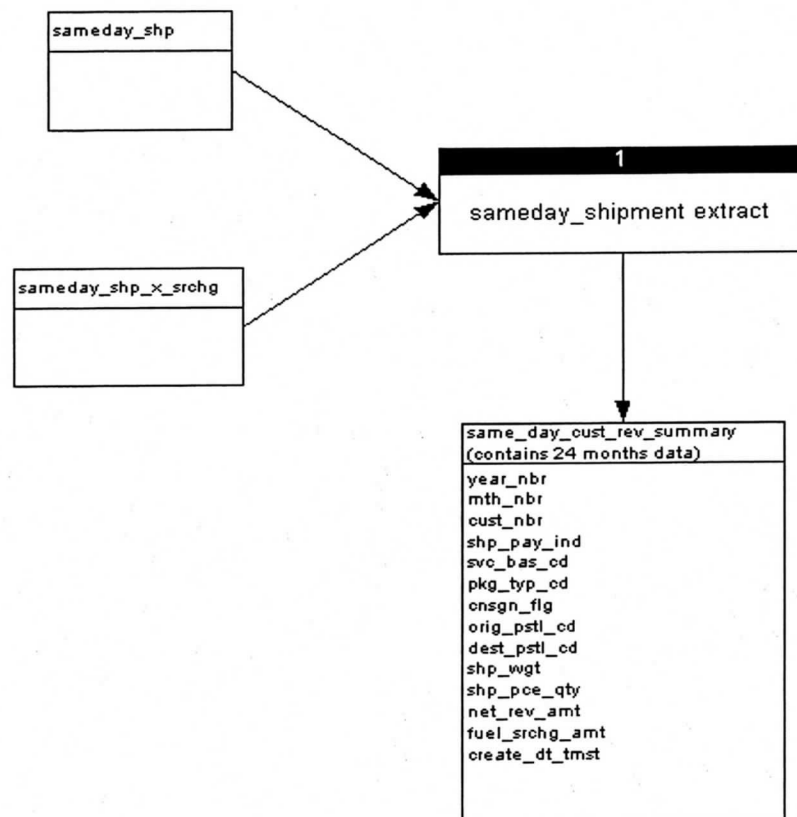 sameday_shp
1
sameday_shipment extract
sameday_shp_x_srchg
same_day_cust_rev_summary
(contains 24 months data)
year_nbr
mth_nbr
cust_nbr
shp_pay_ind
svc_bas_cd
pkg_typ_cd
cnsgn_flg
orig_pstl_cd
dest_pstl_cd
shp_wgt
shp_pce_qty
net_rev_amt
fuel_srchg_amt
create_dt_tmst